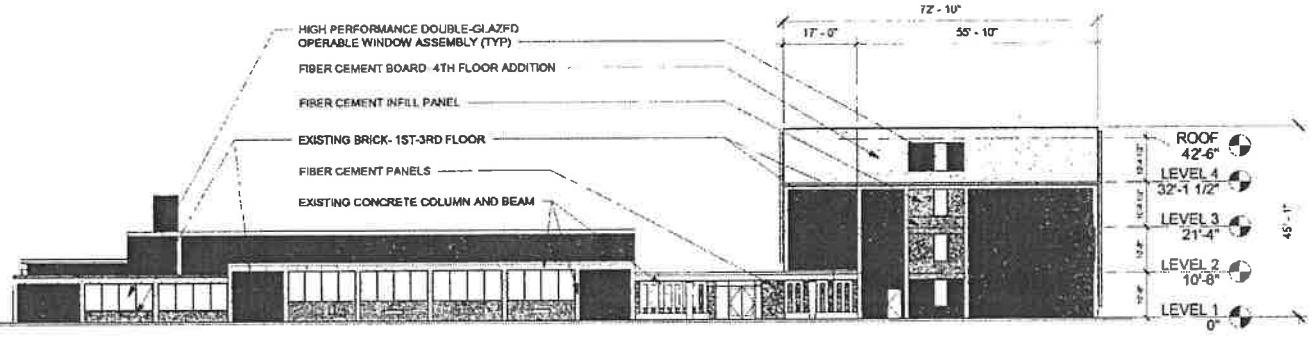 72' - 10"
17' - 0"
55' - 10"
HIGH PERFORMANCE DOUBLE-GLAZED
OPERABLE WINDOW ASSEMBLY (TYP)
FIBER CEMENT BOARD- 4TH FLOOR ADDITION
FIBER CEMENT INFILL PANEL
EXISTING BRICK- 1ST-3RD FLOOR
FIBER CEMENT PANELS
EXISTING CONCRETE COLUMN AND BEAM
ROOF
42'-6"
LEVEL 4
32'-1 1/2"
LEVEL 3
21'-4"
LEVEL 2
10'-8"
LEVEL 1
0"
45' - 1"